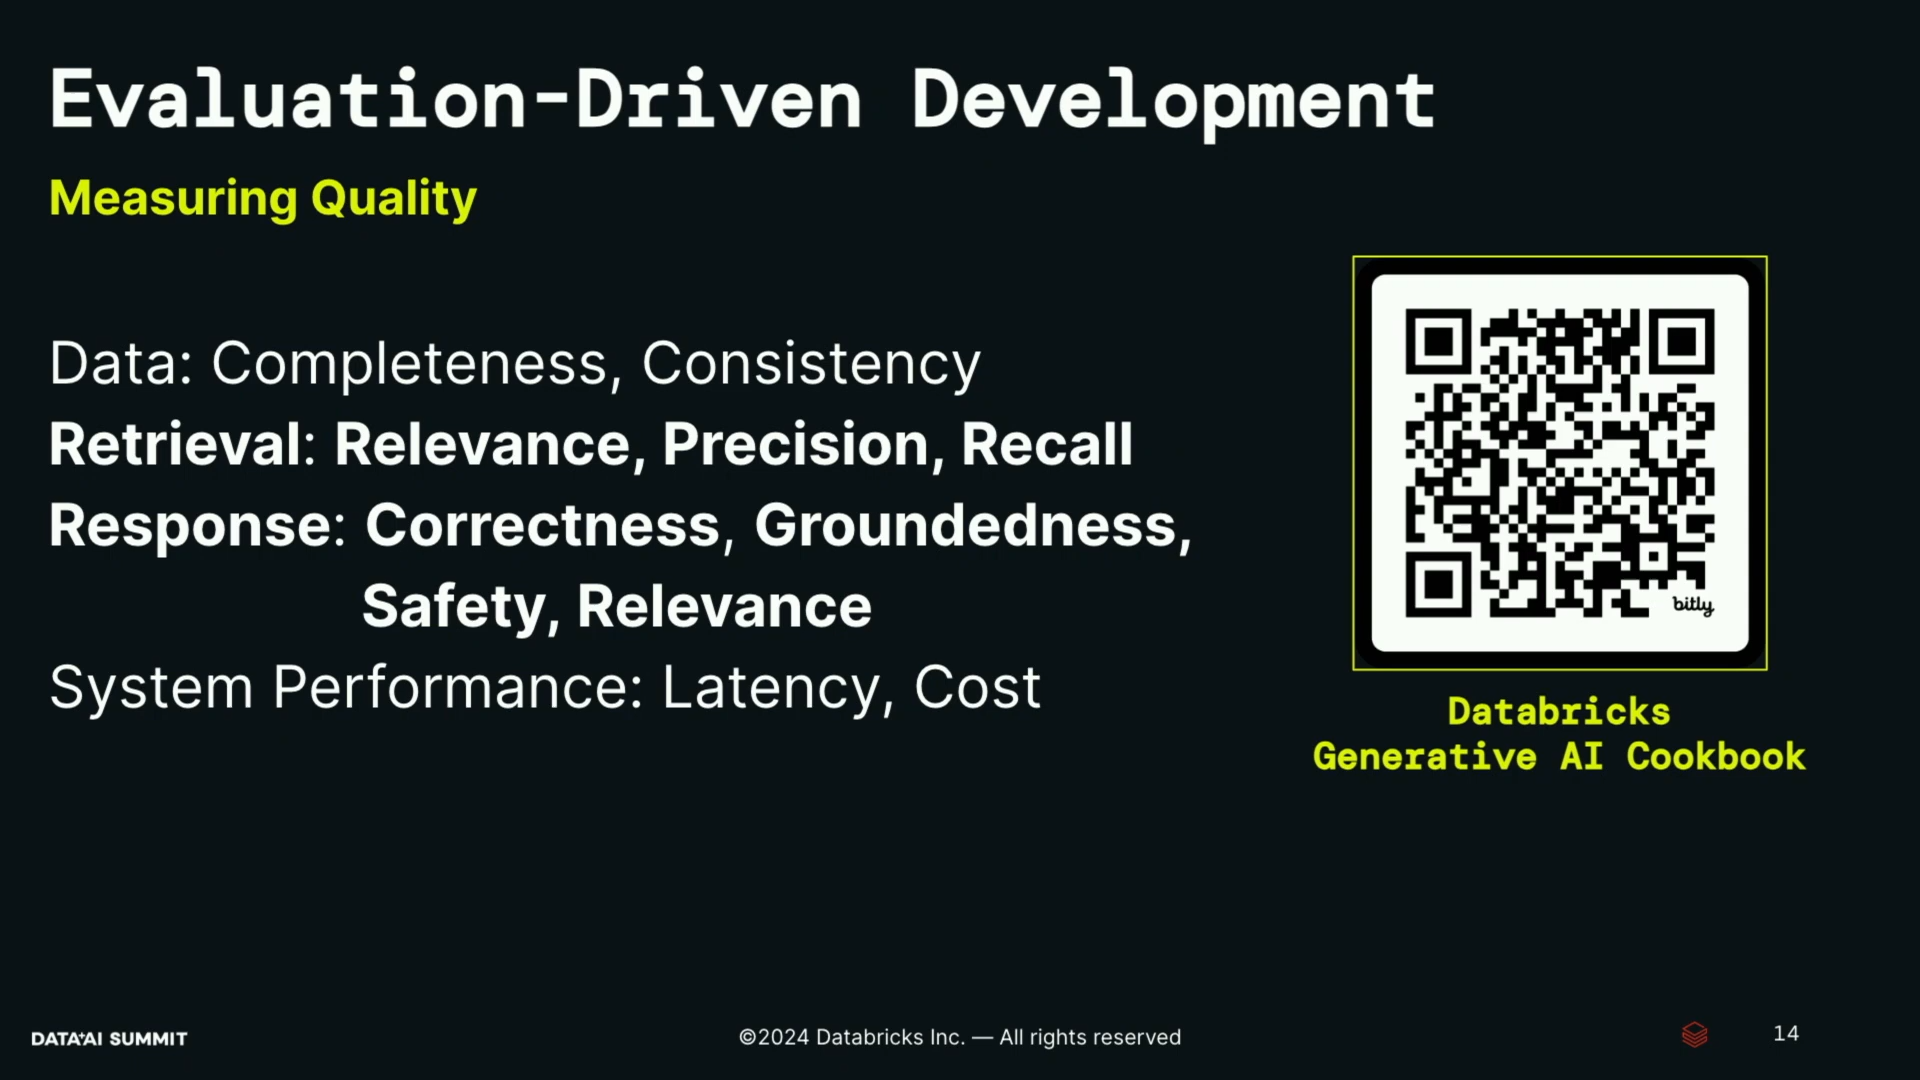 Evaluation-Driven Development
Measuring Quality
Data: Completeness, Consistency
Retrieval: Relevance, Precision, Recall
Response: Correctness, Groundedness,
Safety, Relevance
System Performance: Latency, Cost
bitly
Databricks
Generative AI Cookbook
DATA+AI SUMMIT
©2024 Databricks Inc. — All rights reserved
14